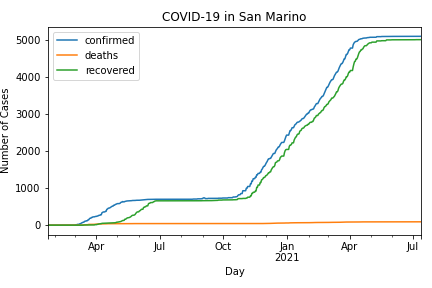 COVID-19 in San Marino
confirmed
deaths
recovered
Number of Cases
5000
4000
3000
2000
1000
0
Apr Jul Oct Jan Apr Jul
2021
Day